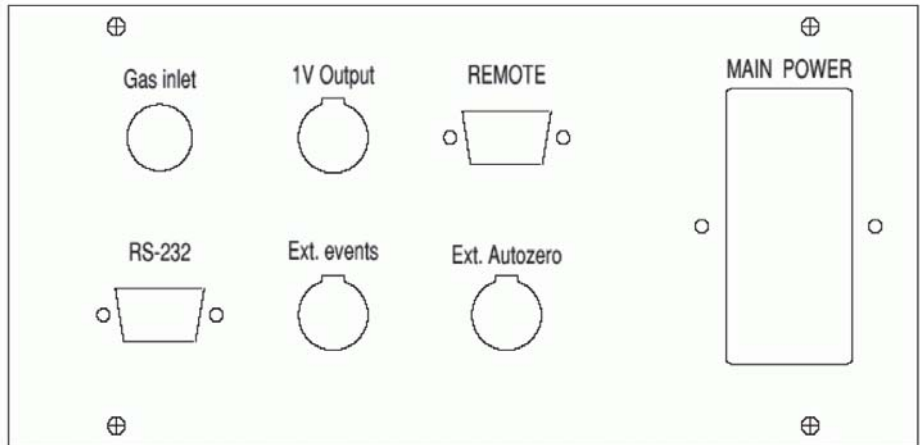 Gas inlet
1V Output
REMOTE
MAIN POWER
RS-232
Ext. events
Ext. Autozero